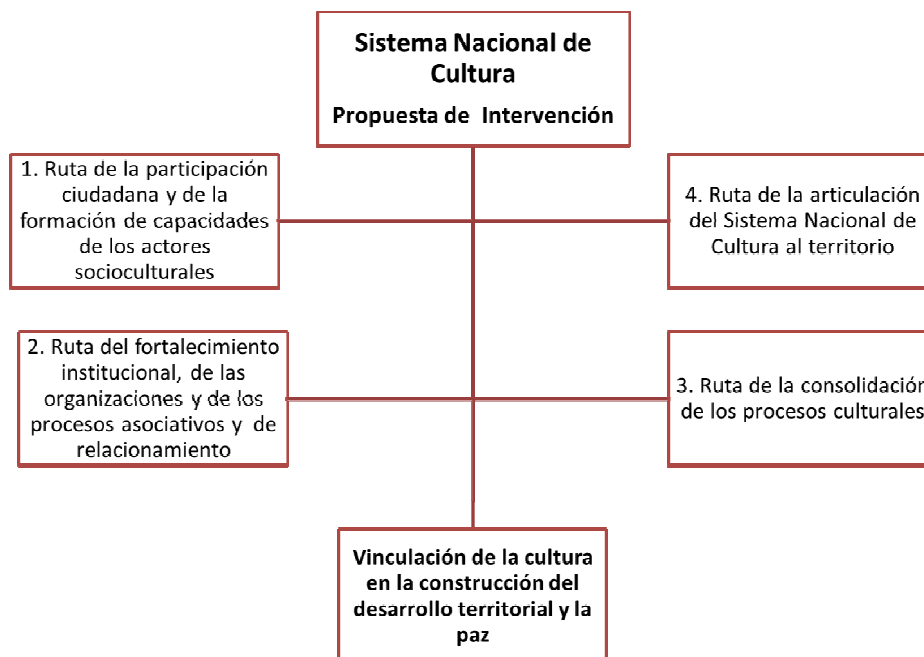 Sistema Nacional de
Cultura
Propuesta de Intervención
1. Ruta de la participación
ciudadana y de la
formación de capacidades
de los actores
socioculturales
4. Ruta de la articulación
del Sistema Nacional de
Cultura al territorio
2. Ruta del fortalecimiento
institucional, de las
organizaciones y de los
procesos asociativos y de
relacionamiento
3. Ruta de la consolidación
de los procesos culturales
Vinculación de la cultura
en la construcción del
desarrollo territorial y la
paz